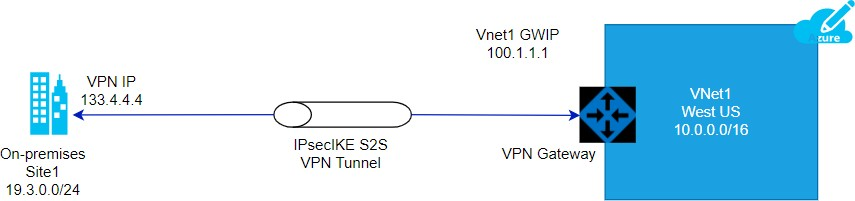 Vnet1 GWIP
100.1.1.1
Azure
VPN IP
133.4.4.4
VNet1
West US
10.0.0.0/16
IPsecIKE S2S
VPN Tunnel
VPN Gateway
On-premises
Site1
19.3.0.0/24